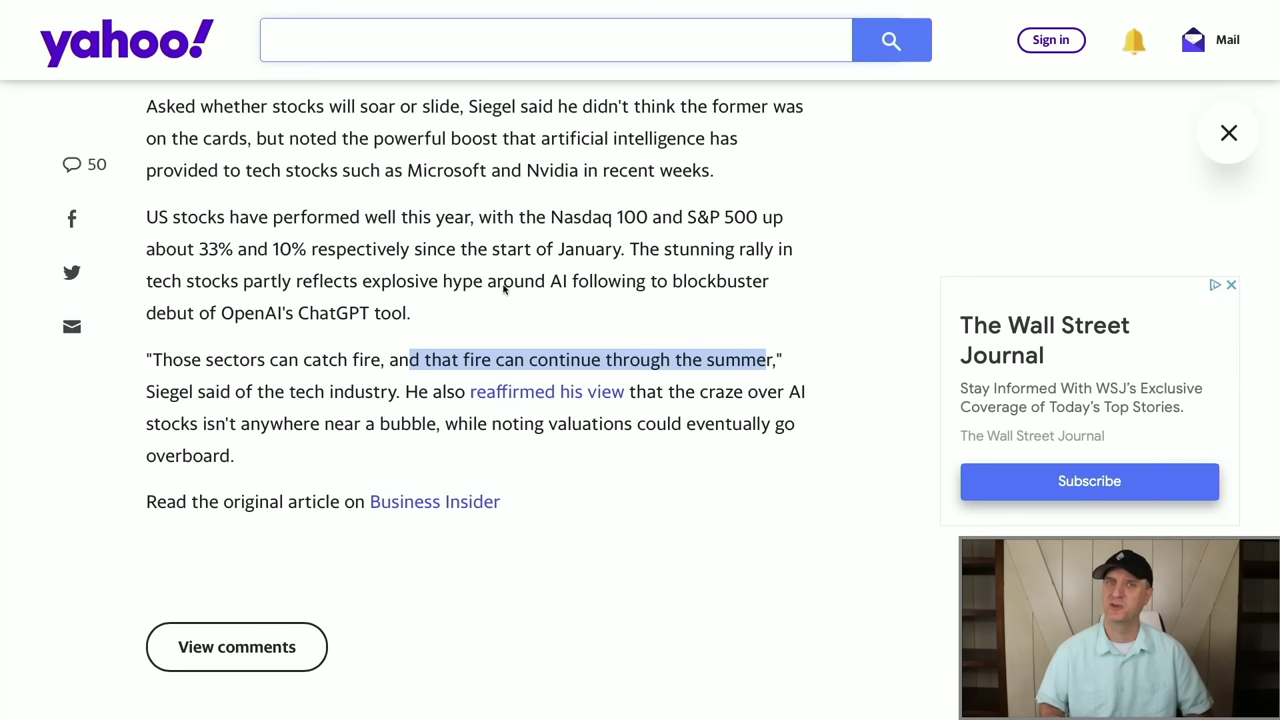 yahoo!
Sign in
Mail
Asked whether stocks will soar or slide, Siegel said he didn't think the former was
on the cards, but noted the powerful boost that artificial intelligence has
provided to tech stocks such as Microsoft and Nvidia in recent weeks.
50
US stocks have performed well this year, with the Nasdaq 100 and S&P 500 up
about 33% and 10% respectively since the start of January. The stunning rally in
tech stocks partly reflects explosive hype around AI following to blockbuster
debut of OpenAI's ChatGPT tool.
"Those sectors can catch fire, and that fire can continue through the summer,"
Siegel said of the tech industry. He also reaffirmed his view that the craze over AI
stocks isn't anywhere near a bubble, while noting valuations could eventually go
overboard.
Read the original article on Business Insider
View comments
The Wall Street
Journal
Stay Informed With WSJ’s Exclusive
Coverage of Today’s Top Stories.
The Wall Street Journal
Subscribe